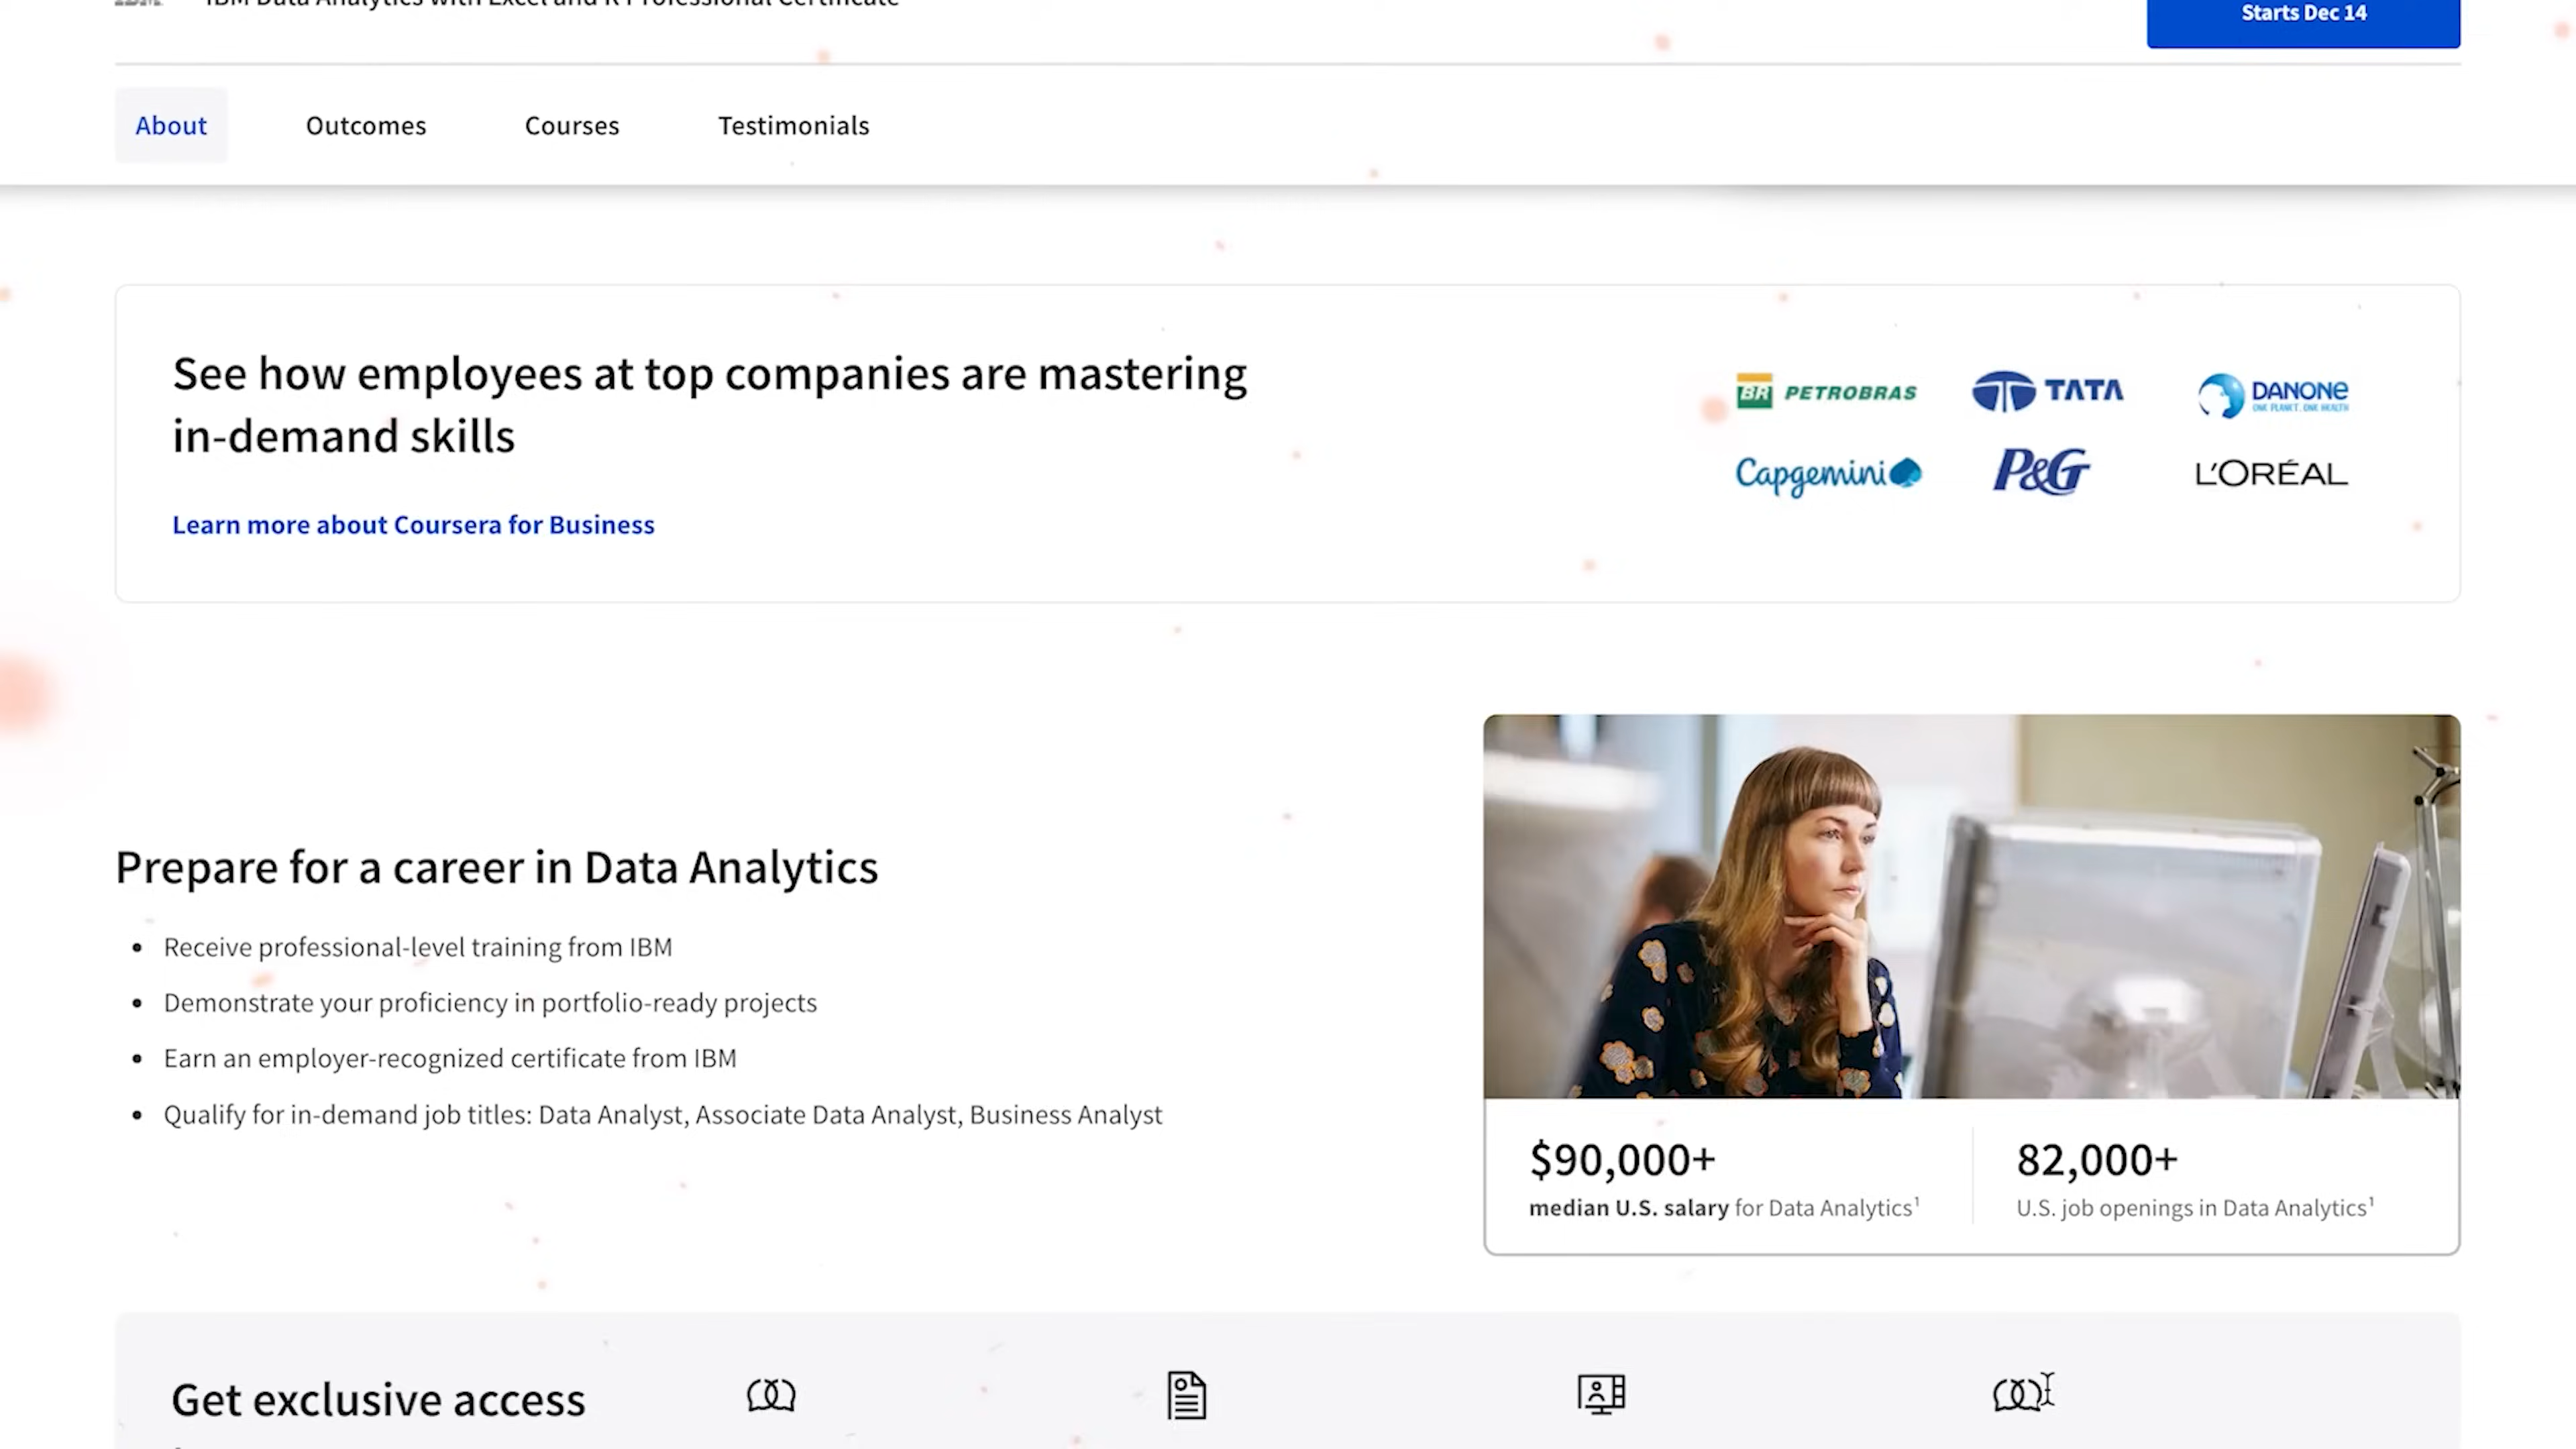 IBM Data Analytics with Excel and R Professional Certificate
Starts Dec 14
About Outcomes Courses Testimonials
See how employees at top companies are mastering
in-demand skills
Learn more about Coursera for Business
BR PETROBRAS TATA DANONE
ONE PLANET. ONE HEALTH
Capgemini P&G L'ORÉAL
Prepare for a career in Data Analytics
• Receive professional-level training from IBM
• Demonstrate your proficiency in portfolio-ready projects
• Earn an employer-recognized certificate from IBM
• Qualify for in-demand job titles: Data Analyst, Associate Data Analyst, Business Analyst
$90,000+
median U.S. salary for Data Analytics¹
82,000+
U.S. job openings in Data Analytics¹
Get exclusive access